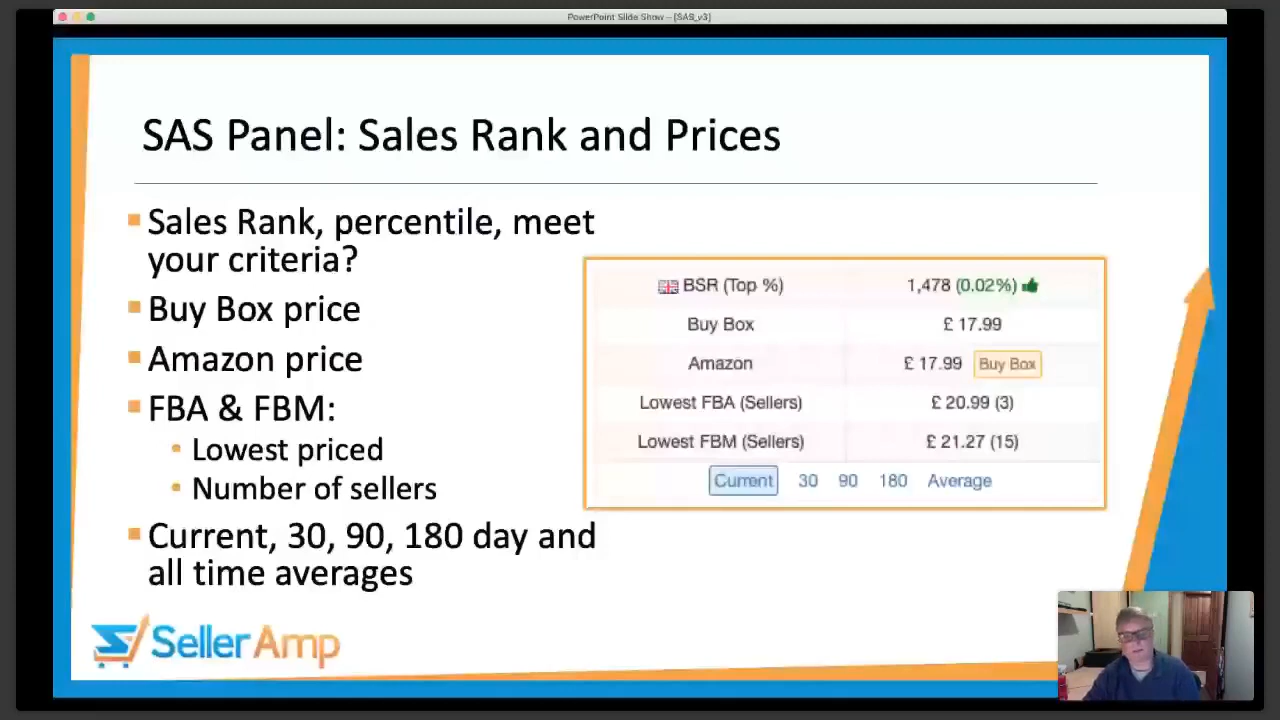 PowerPoint Slide Show - [SAS_v3]
SAS Panel: Sales Rank and Prices
Sales Rank, percentile, meet
your criteria?
Buy Box price
Amazon price
FBA & FBM:
Lowest priced
Number of sellers
Current, 30, 90, 180 day and
all time averages
BSR (Top %) 1,478 (0.02%)
Buy Box £ 17.99
Amazon £ 17.99 Buy Box
Lowest FBA (Sellers) £ 20.99 (3)
Lowest FBM (Sellers) £ 21.27 (15)
Current 30 90 180 Average
SellerAmp